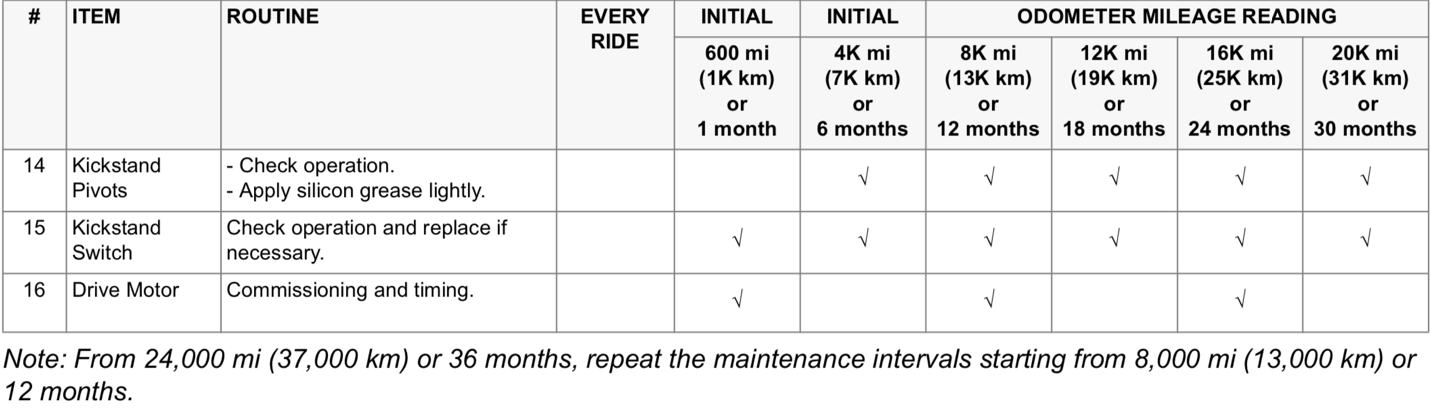 # ITEM ROUTINE EVERY RIDE INITIAL INITIAL ODOMETER MILEAGE READING
600 mi (1K km) or 1 month 4K mi (7K km) or 6 months 8K mi (13K km) or 12 months 12K mi (19K km) or 18 months 16K mi (25K km) or 24 months 20K mi (31K km) or 30 months
14 Kickstand Pivots - Check operation. - Apply silicon grease lightly. √ √ √ √ √
15 Kickstand Switch Check operation and replace if necessary. √ √ √ √ √ √
16 Drive Motor Commissioning and timing. √ √ √
Note: From 24,000 mi (37,000 km) or 36 months, repeat the maintenance intervals starting from 8,000 mi (13,000 km) or
12 months.